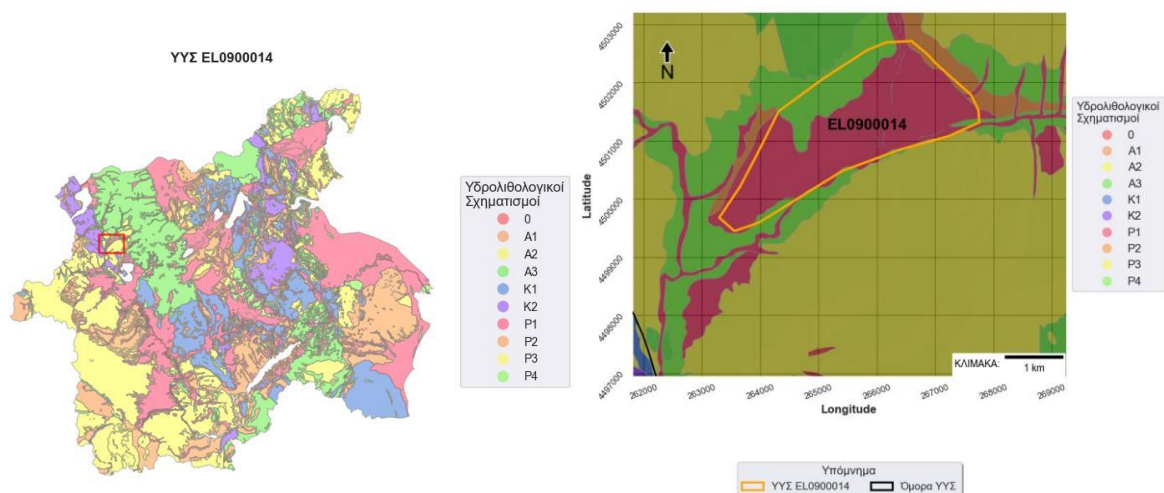 ΥΥΣ EL0900014
Υδρολιθολογικοί
Σχηματισμοί
0
A1
A2
A3
K1
K2
P1
P2
P3
P4
Latitude
4503000
4502000
4501000
4500000
4499000
4498000
4497000
N
EL0900014
ΚΛΙΜΑΚΑ:
1 km
262000
263000
264000
265000
266000
267000
268000
269000
Longitude
Υδρολιθολογικοί
Σχηματισμοί
0
A1
A2
A3
K1
K2
P1
P2
P3
P4
Υπόμνημα
ΥΥΣ EL0900014 Όμορα ΥΥΣ